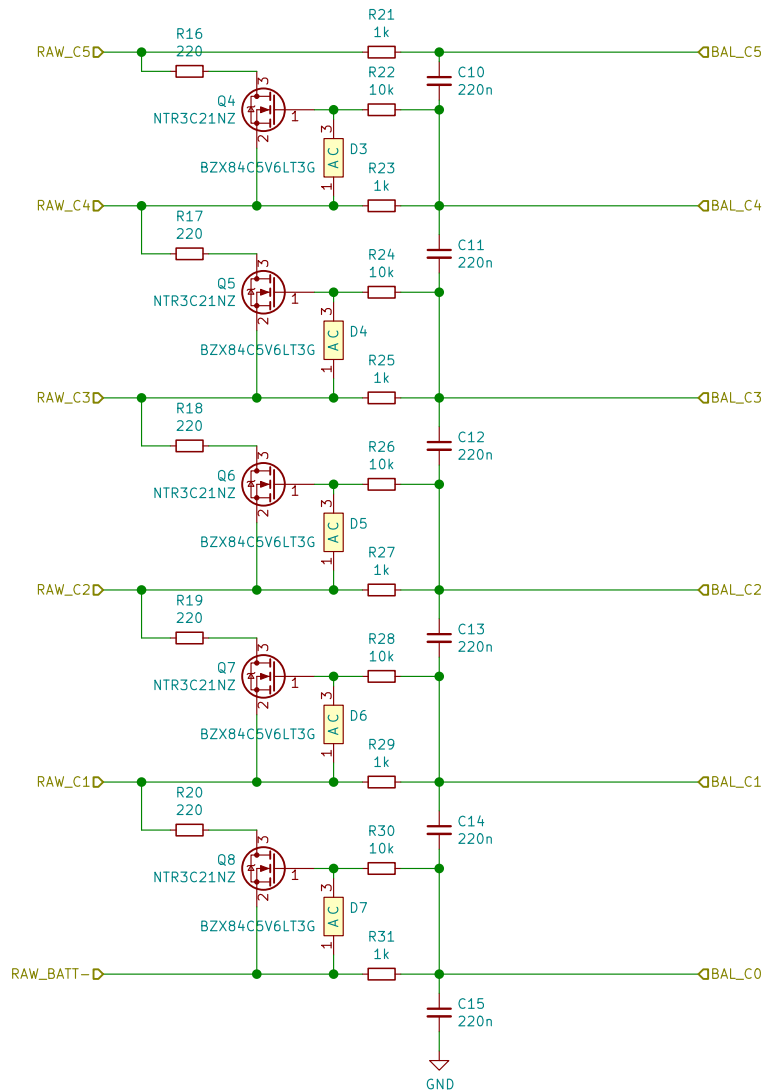 R21
1k
R16
220
RAW_C5
BAL_C5
R22
10k
C10
220n
3
Q4
NTR3C21NZ
1
2
3
A C
1
D3
BZX84C5V6LT3G
R23
1k
RAW_C4
BAL_C4
R17
220
C11
220n
R24
10k
3
Q5
NTR3C21NZ
1
2
3
A C
1
D4
BZX84C5V6LT3G
R25
1k
RAW_C3
BAL_C3
R18
220
C12
220n
R26
10k
3
Q6
NTR3C21NZ
1
2
3
A C
1
D5
BZX84C5V6LT3G
R27
1k
RAW_C2
BAL_C2
R19
220
C13
220n
R28
10k
3
Q7
NTR3C21NZ
1
2
3
A C
1
D6
BZX84C5V6LT3G
R29
1k
RAW_C1
BAL_C1
R20
220
C14
220n
R30
10k
3
Q8
NTR3C21NZ
1
2
3
A C
1
D7
BZX84C5V6LT3G
R31
1k
RAW_BATT-
BAL_C0
C15
220n
GND